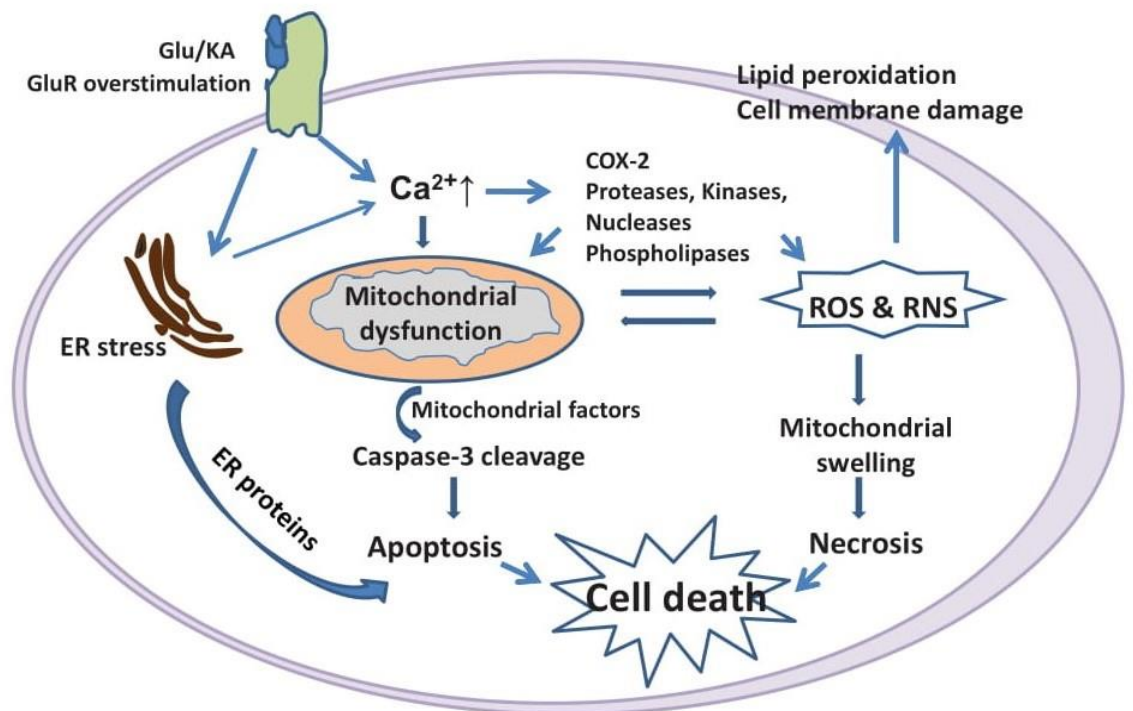 Glu/KA
GluR overstimulation
Lipid peroxidation
Cell membrane damage
Ca²⁺↑
COX-2
Proteases, Kinases,
Nucleases
Phospholipases
Mitochondrial
dysfunction
ROS & RNS
ER stress
Mitochondrial factors
Caspase-3 cleavage
Mitochondrial
swelling
ER proteins
Apoptosis
Necrosis
Cell death